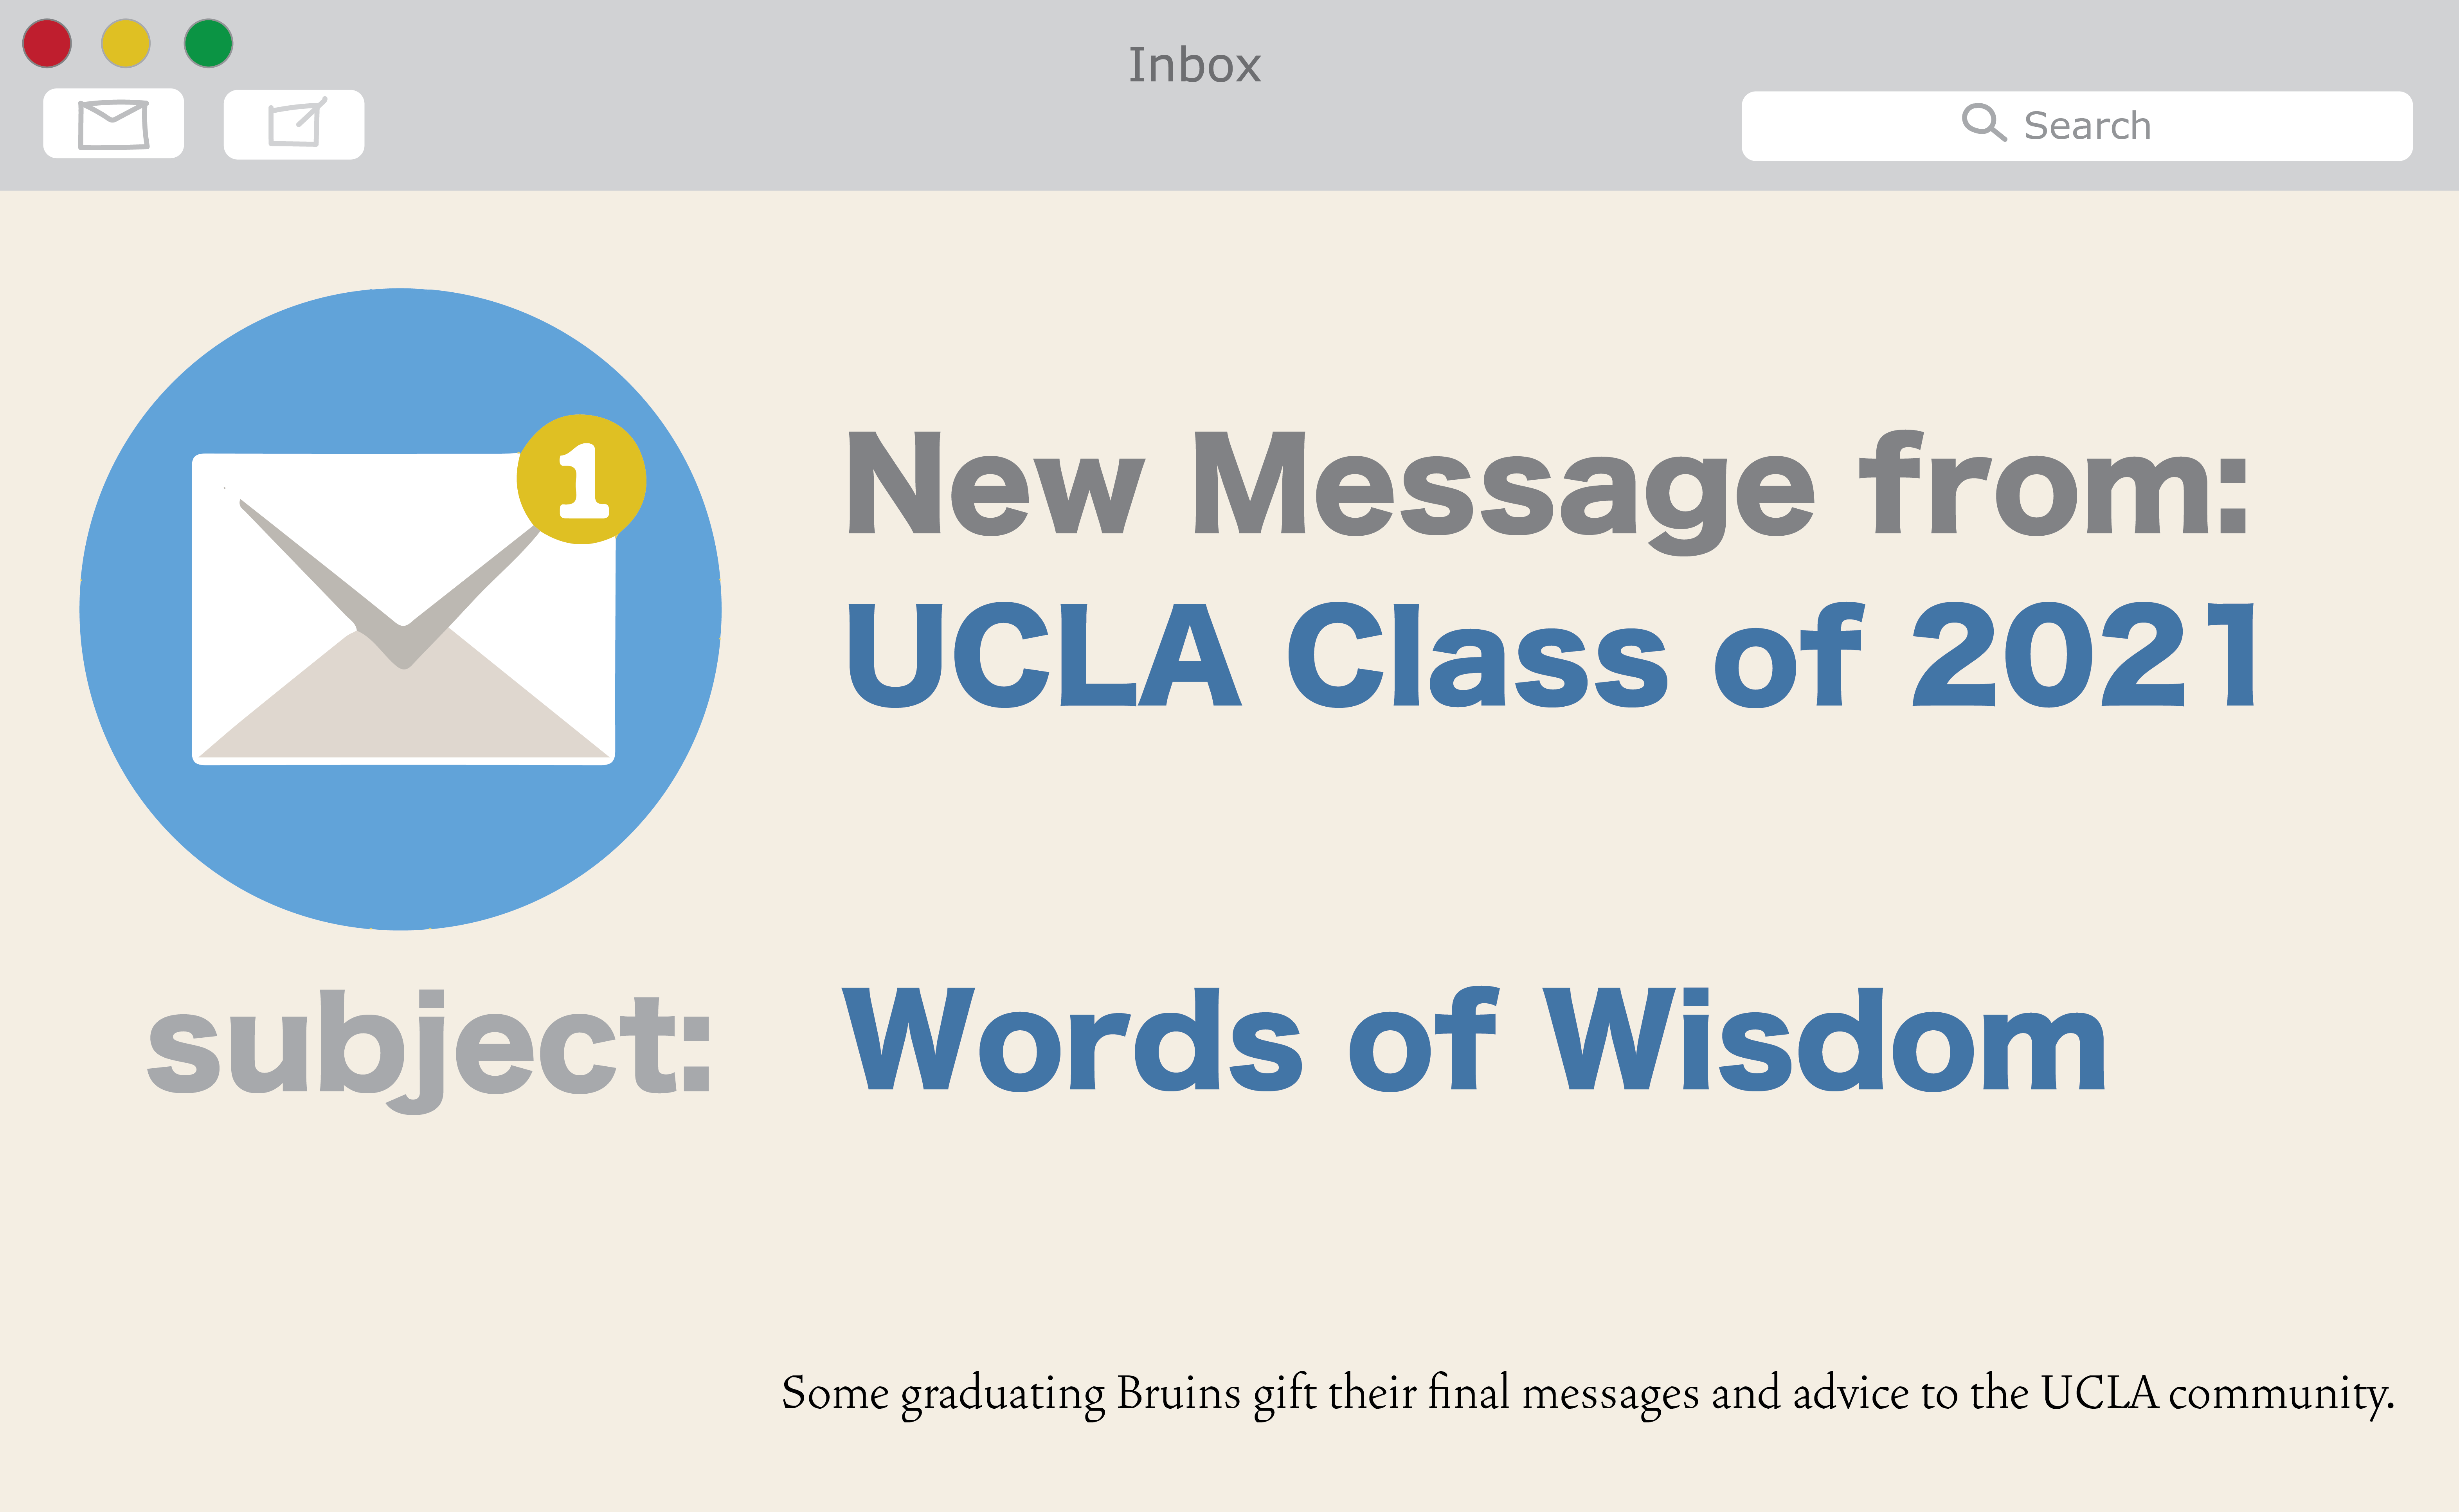 Inbox
Search
1
New Message from:
UCLA Class of 2021
subject: Words of Wisdom
Some graduating Bruins gift their final messages and advice to the UCLA community.